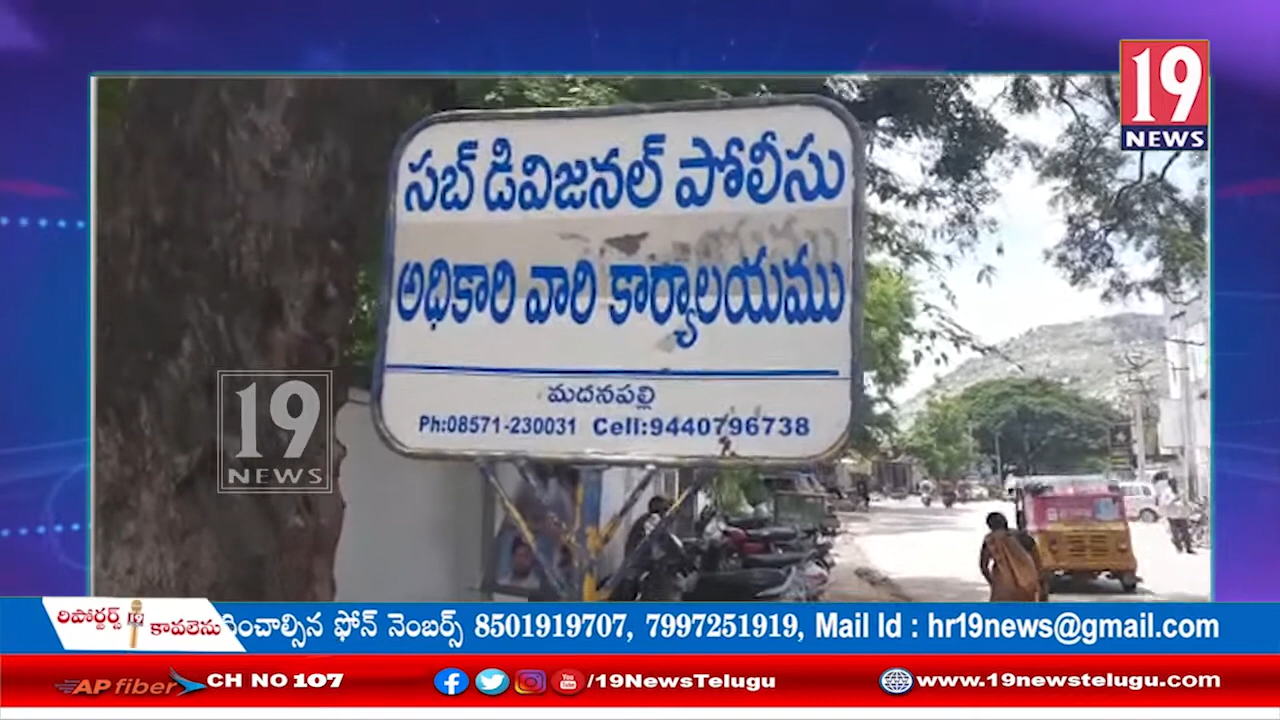 19
NEWS
సబ్ డివిజనల్ పోలీసు
అధికారి వారి కార్యాలయము
మదనపల్లి
Ph:08571-230031 Cell:9440796738
19
NEWS
రిపోర్టర్స్ 19 కావలెను
ించాల్సిన ఫోన్ నెంబర్స్ 8501919707, 7997251919, Mail Id : hr19news@gmail.com
AP fiber CH NO 107 /19NewsTelugu www.19newstelugu.com